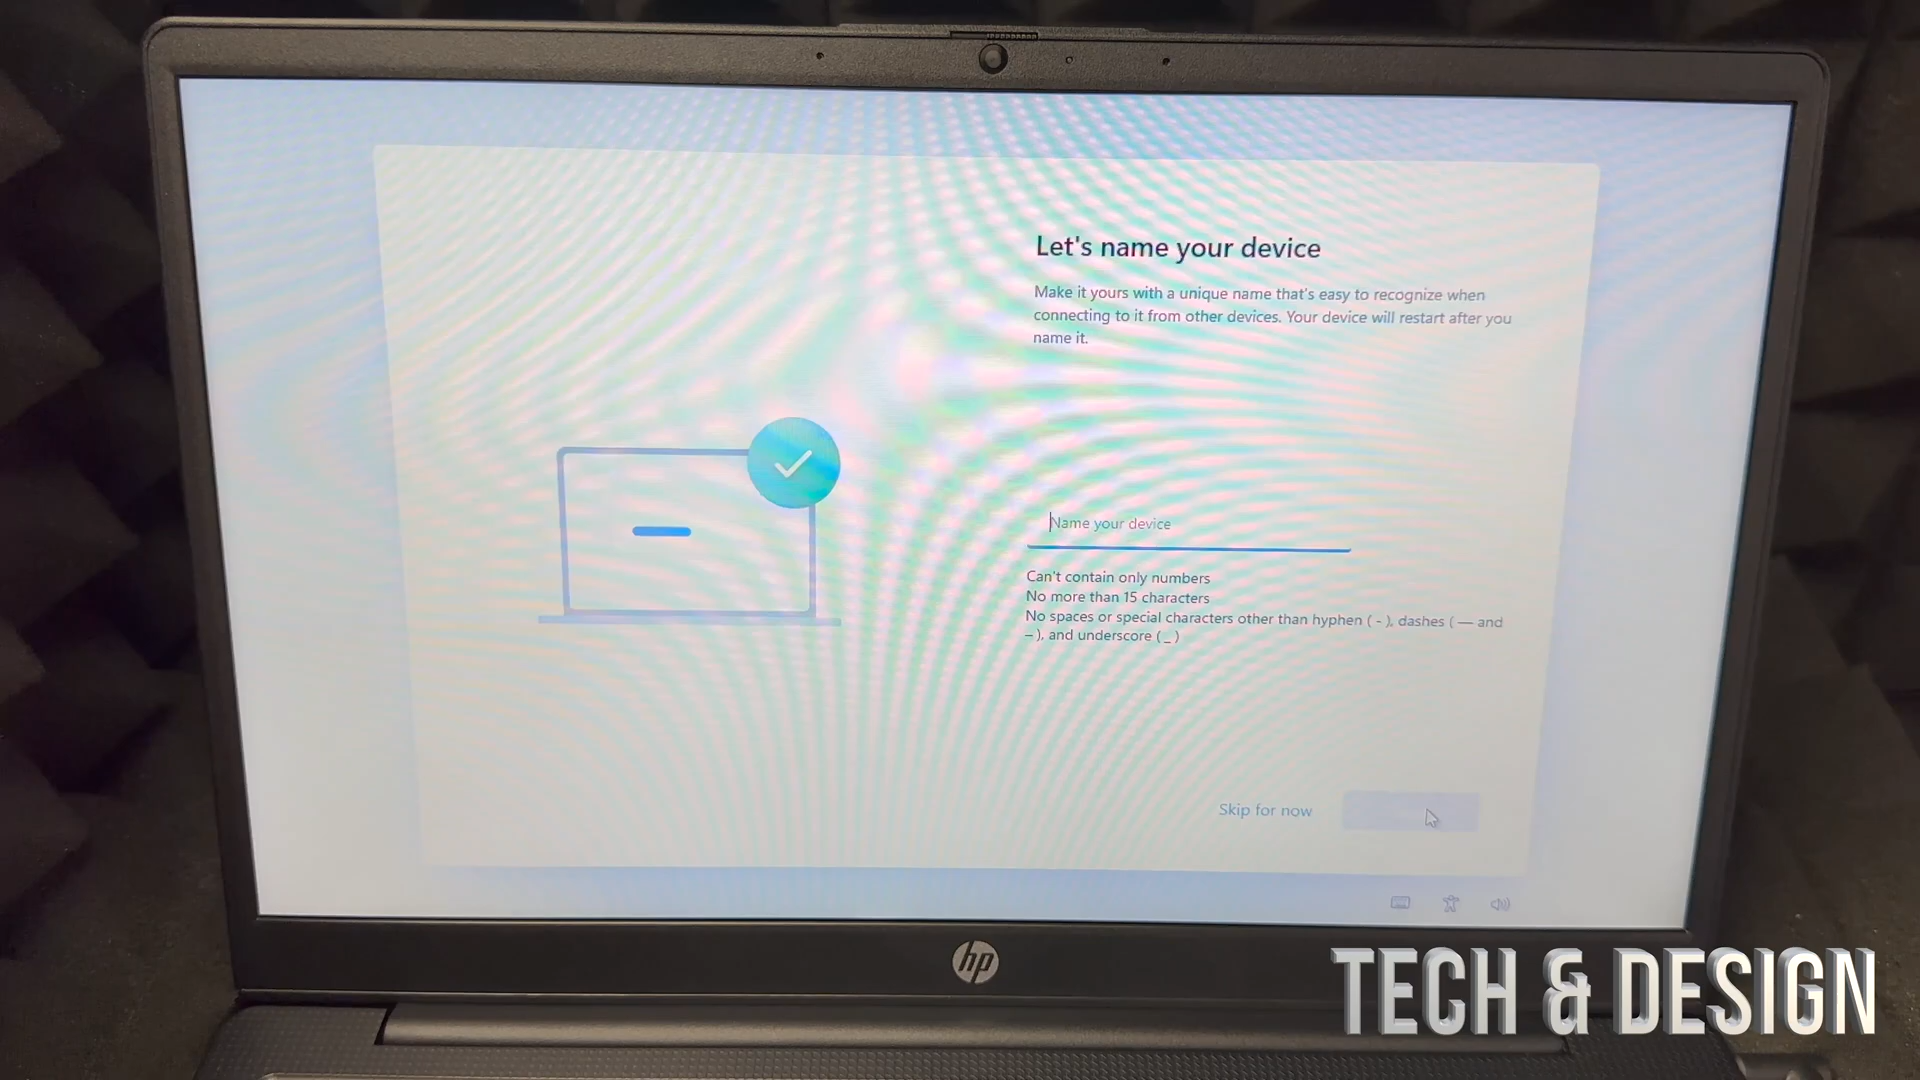 Let's name your device
Make it yours with a unique name that's easy to recognize when
connecting to it from other devices. Your device will restart after you
name it.
Name your device
Can't contain only numbers
No more than 15 characters
No spaces or special characters other than hyphen ( - ), dashes ( — and
– ), and underscore ( _ )
Skip for now
hp
TECH & DESIGN